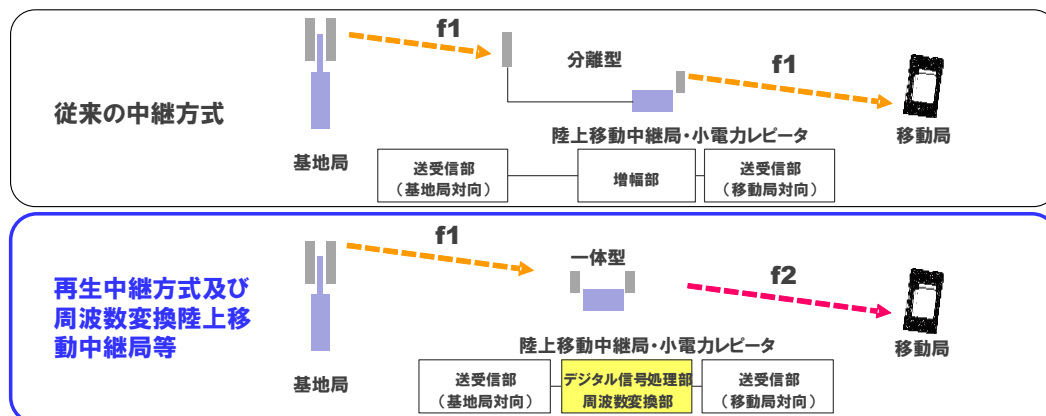 f1
分離型
f1
従来の中継方式
陸上移動中継局・小電力レピータ
移動局
基地局
送受信部
（基地局対向）
増幅部
送受信部
（移動局対向）
f1
一体型
f2
再生中継方式及び
周波数変換陸上移
動中継局等
陸上移動中継局・小電力レピータ
移動局
基地局
送受信部
（基地局対向）
デジタル信号処理部
周波数変換部
送受信部
（移動局対向）